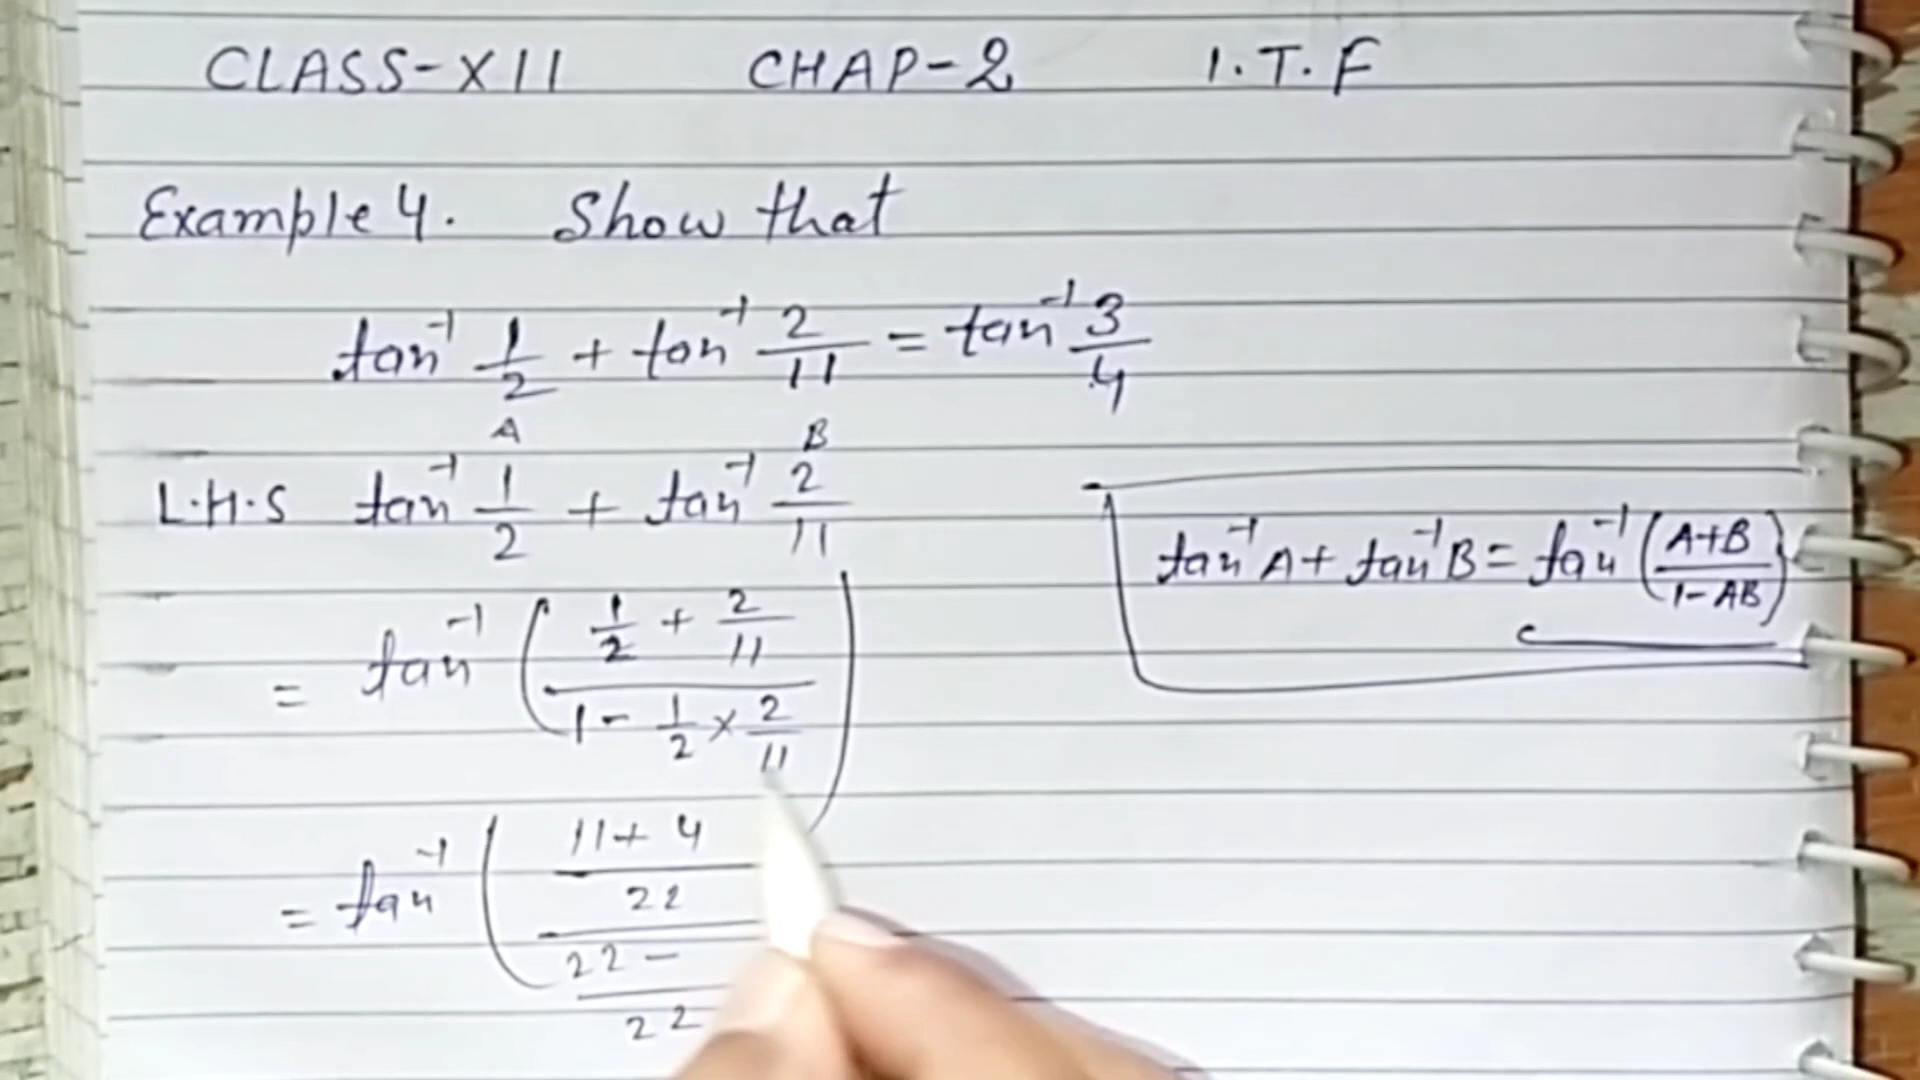 CLASS-XII CHAP-2 I.T.F
Example 4. Show that
tan⁻¹ 1/2 + tan⁻¹ 2/11 = tan⁻¹ 3/4
A B
L.H.S tan⁻¹ 1/2 + tan⁻¹ 2/11
tan⁻¹A + tan⁻¹B = tan⁻¹ (A+B / 1-AB)
= tan⁻¹ ( 1/2 + 2/11 / 1 - 1/2 × 2/11 )
= tan⁻¹ ( 11+4 / 22 / 22 - / 22